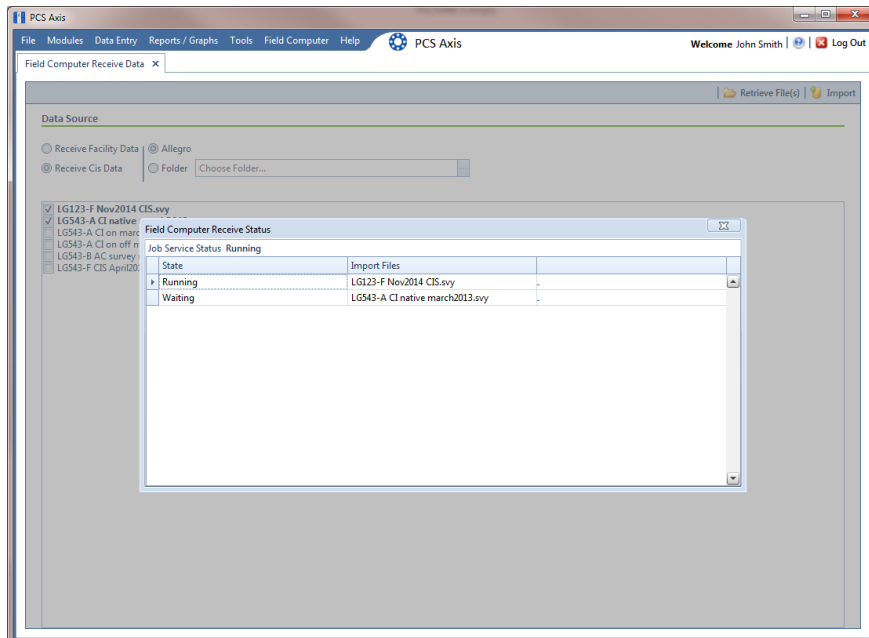 PCS Axis
File Modules Data Entry Reports / Graphs Tools Field Computer Help PCS Axis Welcome John Smith Log Out
Field Computer Receive Data
Retrieve File(s) Import
Data Source
Receive Facility Data Allegro
Receive Cis Data Folder Choose Folder...
LG123-F Nov2014 CIS.svy
LG543-A CI native
LG543-A CI on marc
LG543-A CI on off m
LG543-B AC survey
LG543-F CIS April20
Field Computer Receive Status
Job Service Status Running
State Import Files
Running LG123-F Nov2014 CIS.svy
Waiting LG543-A CI native march2013.svy